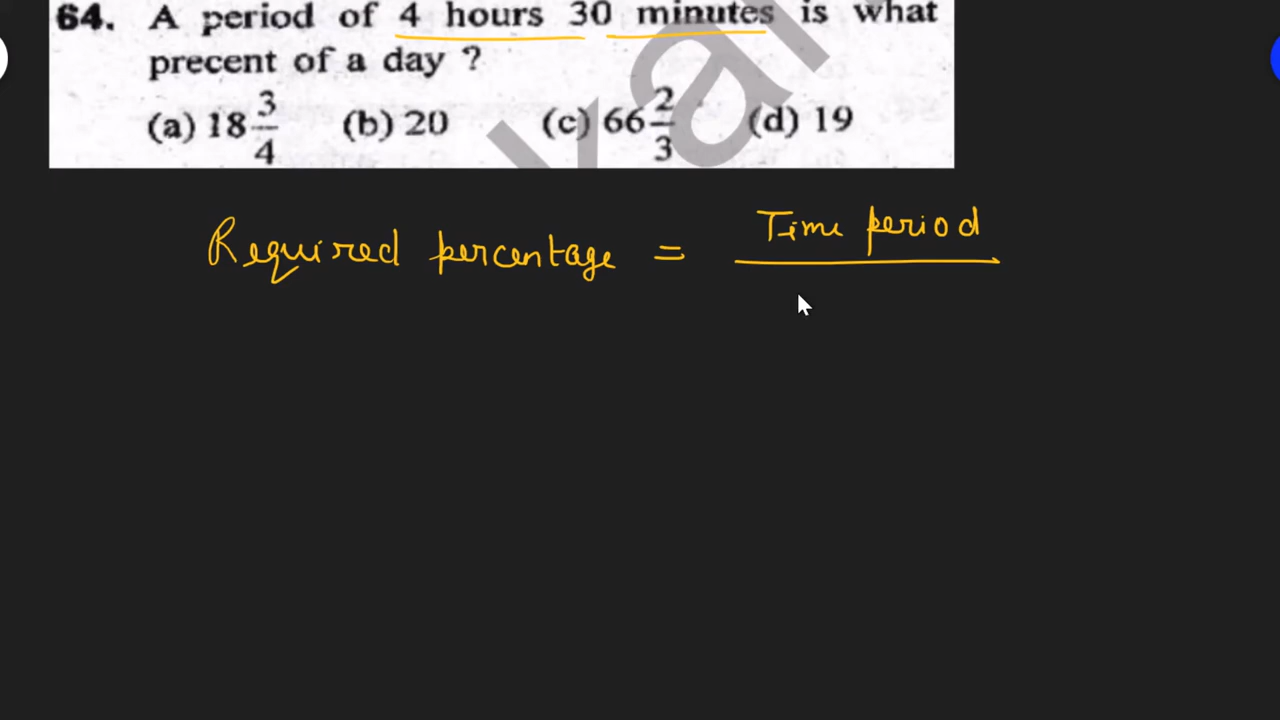 64. A period of 4 hours 30 minutes is what
precent of a day ?
(a) 18 3/4 (b) 20 (c) 66 2/3 (d) 19
Required percentage = Time period